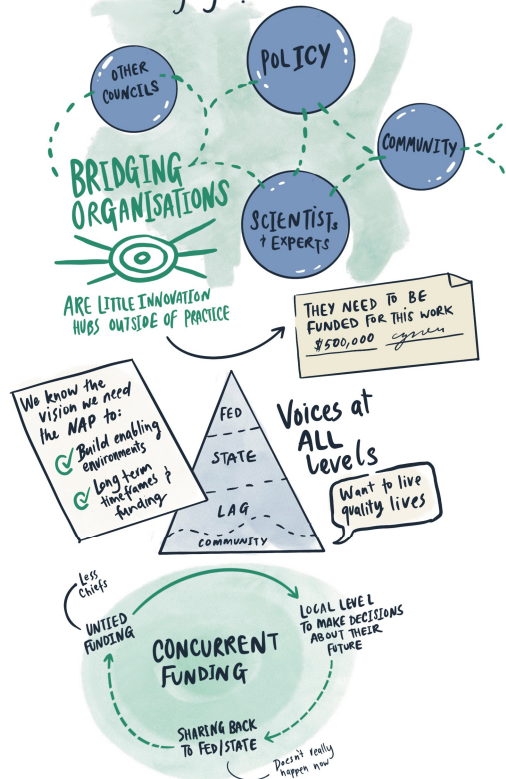 OTHER
COUNCILS
POLICY
COMMUNITY
BRIDGING
ORGANISATIONS
SCIENTISTS
+ EXPERTS
ARE LITTLE INNOVATION
HUBS OUTSIDE OF PRACTICE
THEY NEED TO BE
FUNDED FOR THIS WORK
$500,000
We know the
vision we need
the NAP to:
Build enabling
environments
Long term
timeframes &
funding
FED
STATE
LAG
COMMUNITY
Voices at
ALL
Levels
Want to live
quality lives
Less
Chiefs
UNTIED
FUNDING
LOCAL LEVEL
TO MAKE DECISIONS
ABOUT THEIR
FUTURE
CONCURRENT
FUNDING
SHARING BACK
TO FED/STATE
Doesn't really
happen now